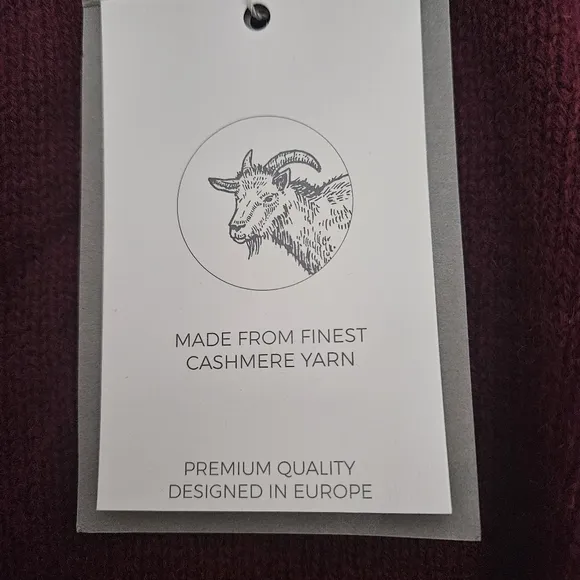 MADE FROM FINEST
CASHMERE YARN
PREMIUM QUALITY
DESIGNED IN EUROPE